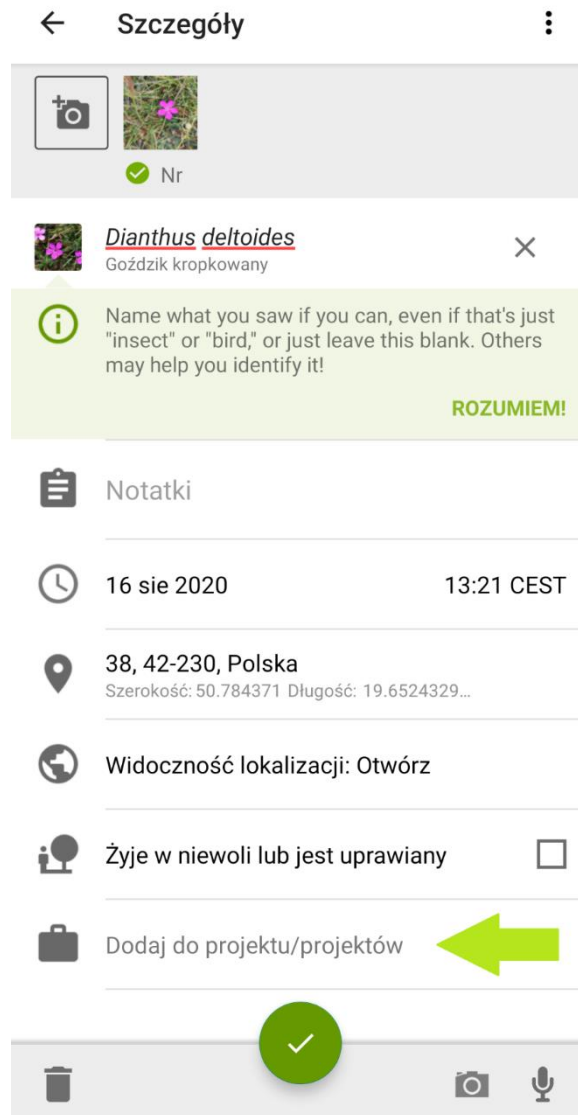 Szczegóły
Nr
Dianthus deltoides
Goździk kropkowany
Name what you saw if you can, even if that's just
"insect" or "bird," or just leave this blank. Others
may help you identify it!
ROZUMIEM!
Notatki
16 sie 2020 13:21 CEST
38, 42-230, Polska
Szerokość: 50.784371 Długość: 19.6524329...
Widoczność lokalizacji: Otwórz
Żyje w niewoli lub jest uprawiany
Dodaj do projektu/projektów